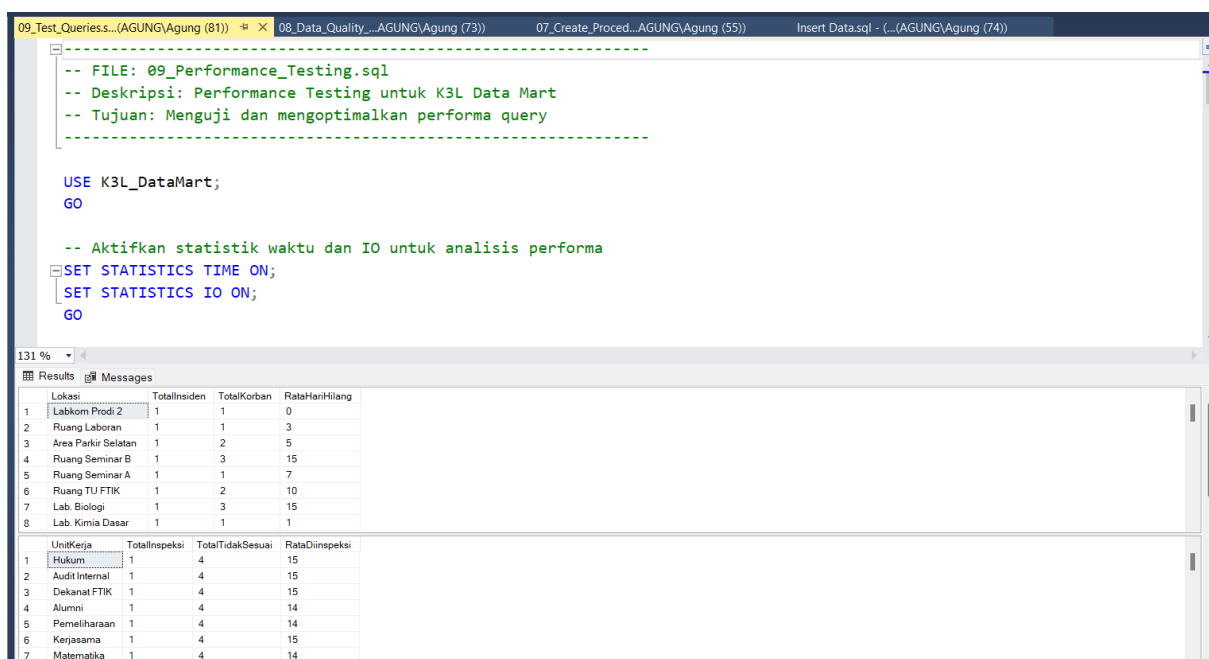 09_Test_Queries.s...(AGUNG\Agung (81)) 08_Data_Quality_...AGUNG\Agung (73)) 07_Create_Proced...AGUNG\Agung (55)) Insert Data.sql - (...(AGUNG\Agung (74))
----------------------------------------------------------------
-- FILE: 09_Performance_Testing.sql
-- Deskripsi: Performance Testing untuk K3L Data Mart
-- Tujuan: Menguji dan mengoptimalkan performa query
----------------------------------------------------------------
USE K3L_DataMart;
GO
-- Aktifkan statistik waktu dan IO untuk analisis performa
SET STATISTICS TIME ON;
SET STATISTICS IO ON;
GO
131 %
Results Messages
Lokasi TotalInsiden TotalKorban RataHariHilang
1 Labkom Prodi 2 1 1 0
2 Ruang Laboran 1 1 3
3 Area Parkir Selatan 1 2 5
4 Ruang Seminar B 1 3 15
5 Ruang Seminar A 1 1 7
6 Ruang TU FTIK 1 2 10
7 Lab. Biologi 1 3 15
8 Lab. Kimia Dasar 1 1 1
UnitKerja TotalInspeksi TotalTidakSesuai RataDiinspeksi
1 Hukum 1 4 15
2 Audit Internal 1 4 15
3 Dekanat FTIK 1 4 15
4 Alumni 1 4 14
5 Pemeliharaan 1 4 14
6 Kerjasama 1 4 15
7 Matematika 1 4 14